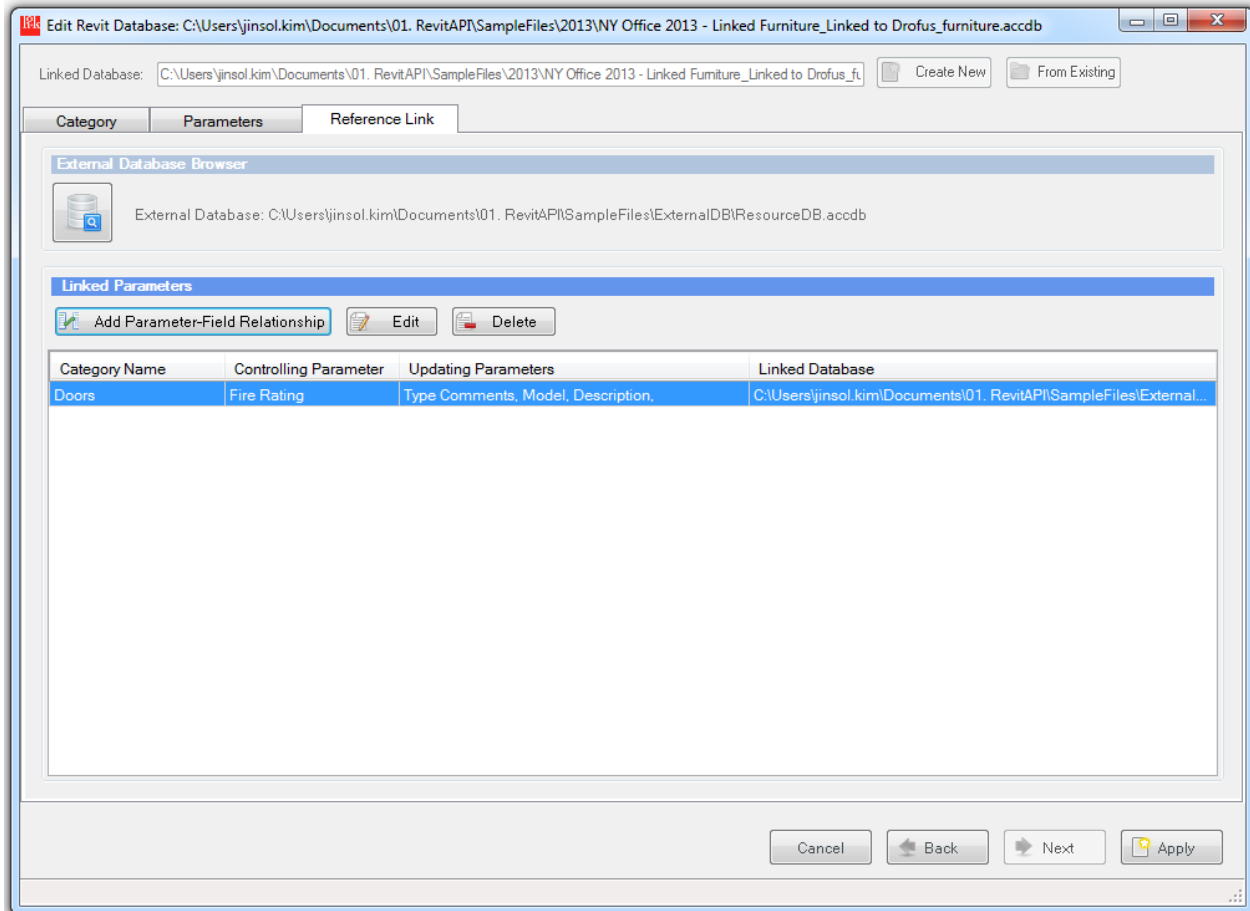 Edit Revit Database: C:\Users\jinsol.kim\Documents\01. RevitAPI\SampleFiles\2013\NY Office 2013 - Linked Furniture_Linked to Drofus_furniture.accdb
Linked Database: C:\Users\jinsol.kim\Documents\01. RevitAPI\SampleFiles\2013\NY Office 2013 - Linked Furniture_Linked to Drofus_fu Create New From Existing
Category Parameters Reference Link
External Database Browser
External Database: C:\Users\jinsol.kim\Documents\01. RevitAPI\SampleFiles\ExternalDB\ResourceDB.accdb
Linked Parameters
Add Parameter-Field Relationship Edit Delete
Category Name Controlling Parameter Updating Parameters Linked Database
Doors Fire Rating Type Comments, Model, Description, C:\Users\jinsol.kim\Documents\01. RevitAPI\SampleFiles\External...
Cancel Back Next Apply